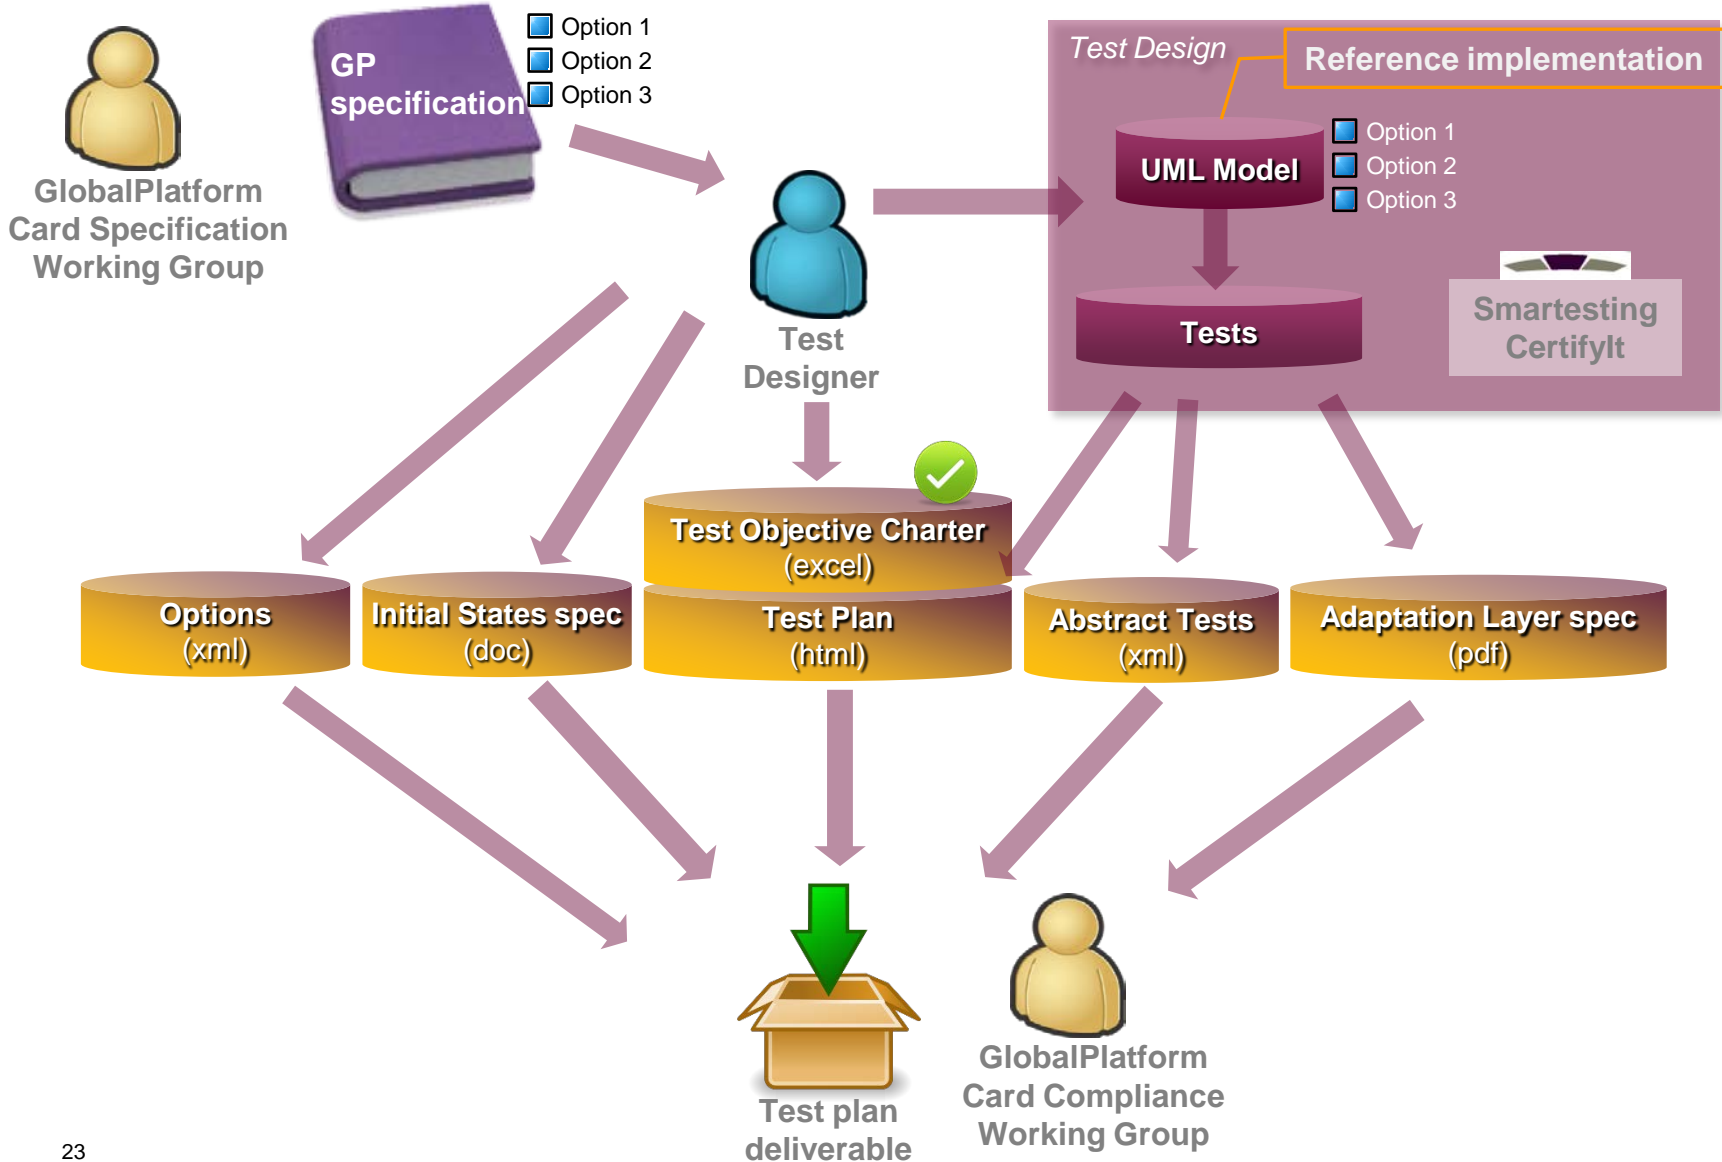 GP
specification
Option 1
Option 2
Option 3
GlobalPlatform
Card Specification
Working Group
Test Design
Reference implementation
UML Model
Option 1
Option 2
Option 3
Tests
Smartesting
CertifyIt
Test
Designer
Test Objective Charter
(excel)
Options
(xml)
Initial States spec
(doc)
Test Plan
(html)
Abstract Tests
(xml)
Adaptation Layer spec
(pdf)
Test plan
deliverable
GlobalPlatform
Card Compliance
Working Group
23